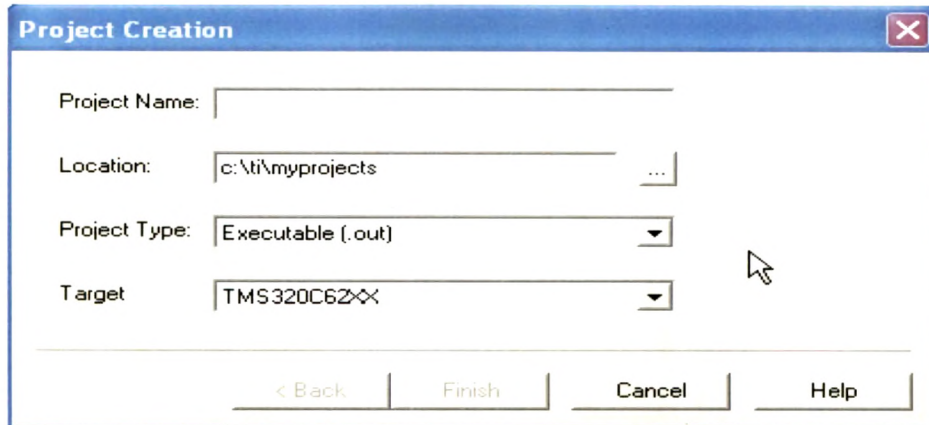 Project Creation
Project Name:
Location: c:\ti\myprojects ...
Project Type: Executable (.out)
Target TMS320C62XX
< Back Finish Cancel Help